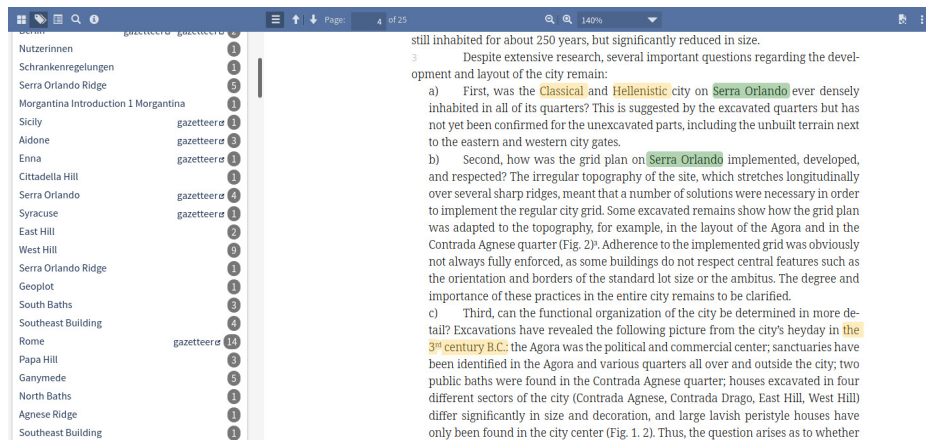 Page: 4 of 25 140%
Berlin gazetteer gazetteer 2
Nutzerinnen 1
Schrankenregelungen 1
Serra Orlando Ridge 5
Morgantina Introduction 1 Morgantina 1
Sicily gazetteer 1
Aidone gazetteer 3
Enna gazetteer 1
Cittadella Hill 1
Serra Orlando gazetteer 4
Syracuse gazetteer 1
East Hill 2
West Hill 9
Serra Orlando Ridge 1
Geoplot 1
South Baths 3
Southeast Building 4
Rome gazetteer 14
Papa Hill 3
Ganymede 5
North Baths 1
Agnese Ridge 1
Southeast Building 1
still inhabited for about 250 years, but significantly reduced in size.
3 Despite extensive research, several important questions regarding the devel-
opment and layout of the city remain:
a) First, was the Classical and Hellenistic city on Serra Orlando ever densely
inhabited in all of its quarters? This is suggested by the excavated quarters but has
not yet been confirmed for the unexcavated parts, including the unbuilt terrain next
to the eastern and western city gates.
b) Second, how was the grid plan on Serra Orlando implemented, developed,
and respected? The irregular topography of the site, which stretches longitudinally
over several sharp ridges, meant that a number of solutions were necessary in order
to implement the regular city grid. Some excavated remains show how the grid plan
was adapted to the topography, for example, in the layout of the Agora and in the
Contrada Agnese quarter (Fig. 2)⁹. Adherence to the implemented grid was obviously
not always fully enforced, as some buildings do not respect central features such as
the orientation and borders of the standard lot size or the ambitus. The degree and
importance of these practices in the entire city remains to be clarified.
c) Third, can the functional organization of the city be determined in more de-
tail? Excavations have revealed the following picture from the city's heyday in the
3rd century B.C.: the Agora was the political and commercial center; sanctuaries have
been identified in the Agora and various quarters all over and outside the city; two
public baths were found in the Contrada Agnese quarter; houses excavated in four
different sectors of the city (Contrada Agnese, Contrada Drago, East Hill, West Hill)
differ significantly in size and decoration, and large lavish peristyle houses have
only been found in the city center (Fig. 1. 2). Thus, the question arises as to whether